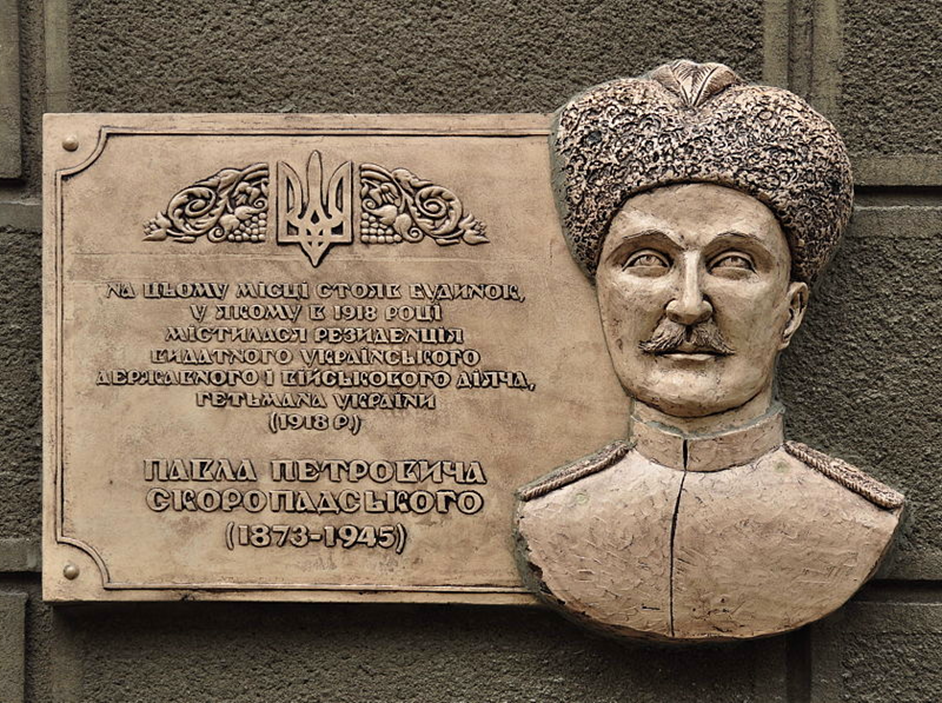 НА ЦЬОМУ МІСЦІ СТОЯВ БУДИНОК,
У ЯКОМУ В 1918 РОЦІ
МІСТИЛАСЯ РЕЗИДЕНЦІЯ
ВИДАТНОГО УКРАЇНСЬКОГО
ДЕРЖАВНОГО І ВІЙСЬКОВОГО ДІЯЧА,
ГЕТЬМАНА УКРАЇНИ
(1918 Р.)
ПАВЛА ПЕТРОВИЧА
СКОРОПАДСЬКОГО
(1873-1945)